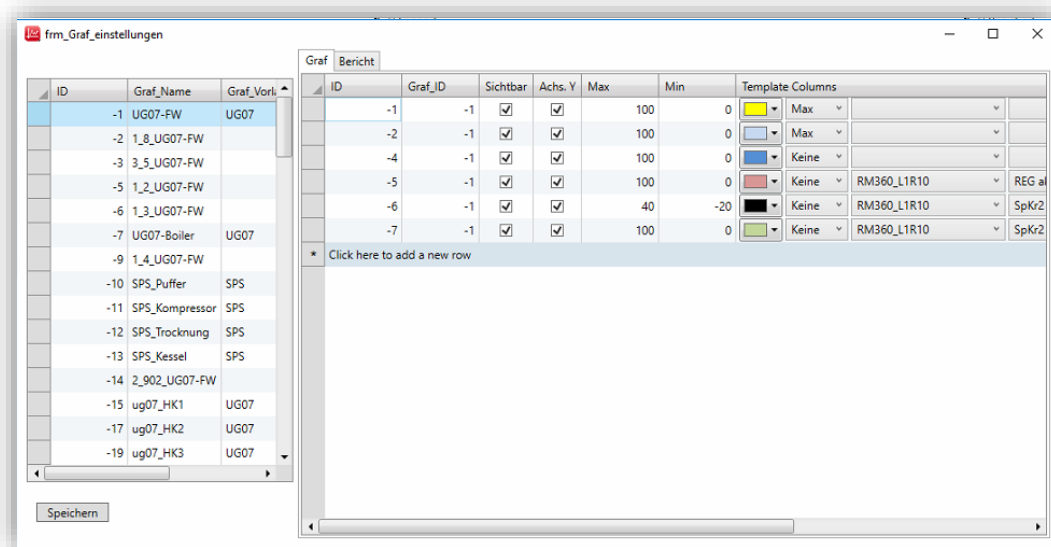 frm_Graf_einstellungen
Graf Bericht
ID Graf_Name Graf_Vorl
-1 UG07-FW UG07
-2 1_8_UG07-FW
-3 3_5_UG07-FW
-5 1_2_UG07-FW
-6 1_3_UG07-FW
-7 UG07-Boiler UG07
-9 1_4_UG07-FW
-10 SPS_Puffer SPS
-11 SPS_Kompressor SPS
-12 SPS_Trocknung SPS
-13 SPS_Kessel SPS
-14 2_902_UG07-FW
-15 ug07_HK1 UG07
-17 ug07_HK2 UG07
-19 ug07_HK3 UG07
Speichern
ID Graf_ID Sichtbar Achs. Y Max Min Template Columns
-1 -1 100 0 Max
-2 -1 100 0 Max
-4 -1 100 0 Keine
-5 -1 100 0 Keine RM360_L1R10 REG al
-6 -1 40 -20 Keine RM360_L1R10 SpKr2
-7 -1 100 0 Keine RM360_L1R10 SpKr2
* Click here to add a new row